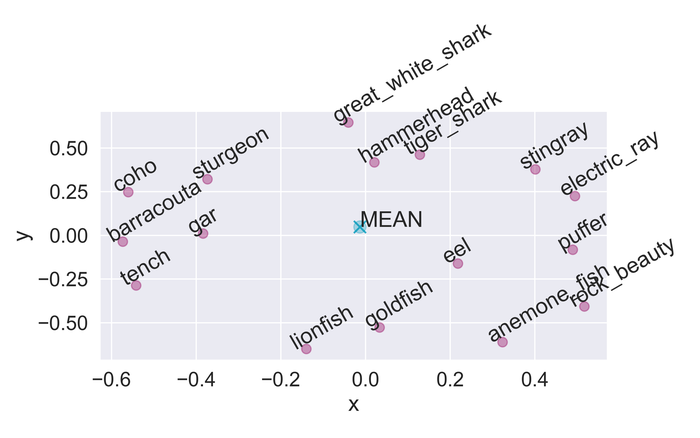 great_white_shark
hammerhead
tiger_shark
stingray
electric_ray
sturgeon
coho
barracouta
gar
MEAN
puffer
eel
tench
rock_beauty
anemone_fish
goldfish
lionfish
0.50
0.25
0.00
−0.25
−0.50
y
−0.6
−0.4
−0.2
0.0
0.2
0.4
x